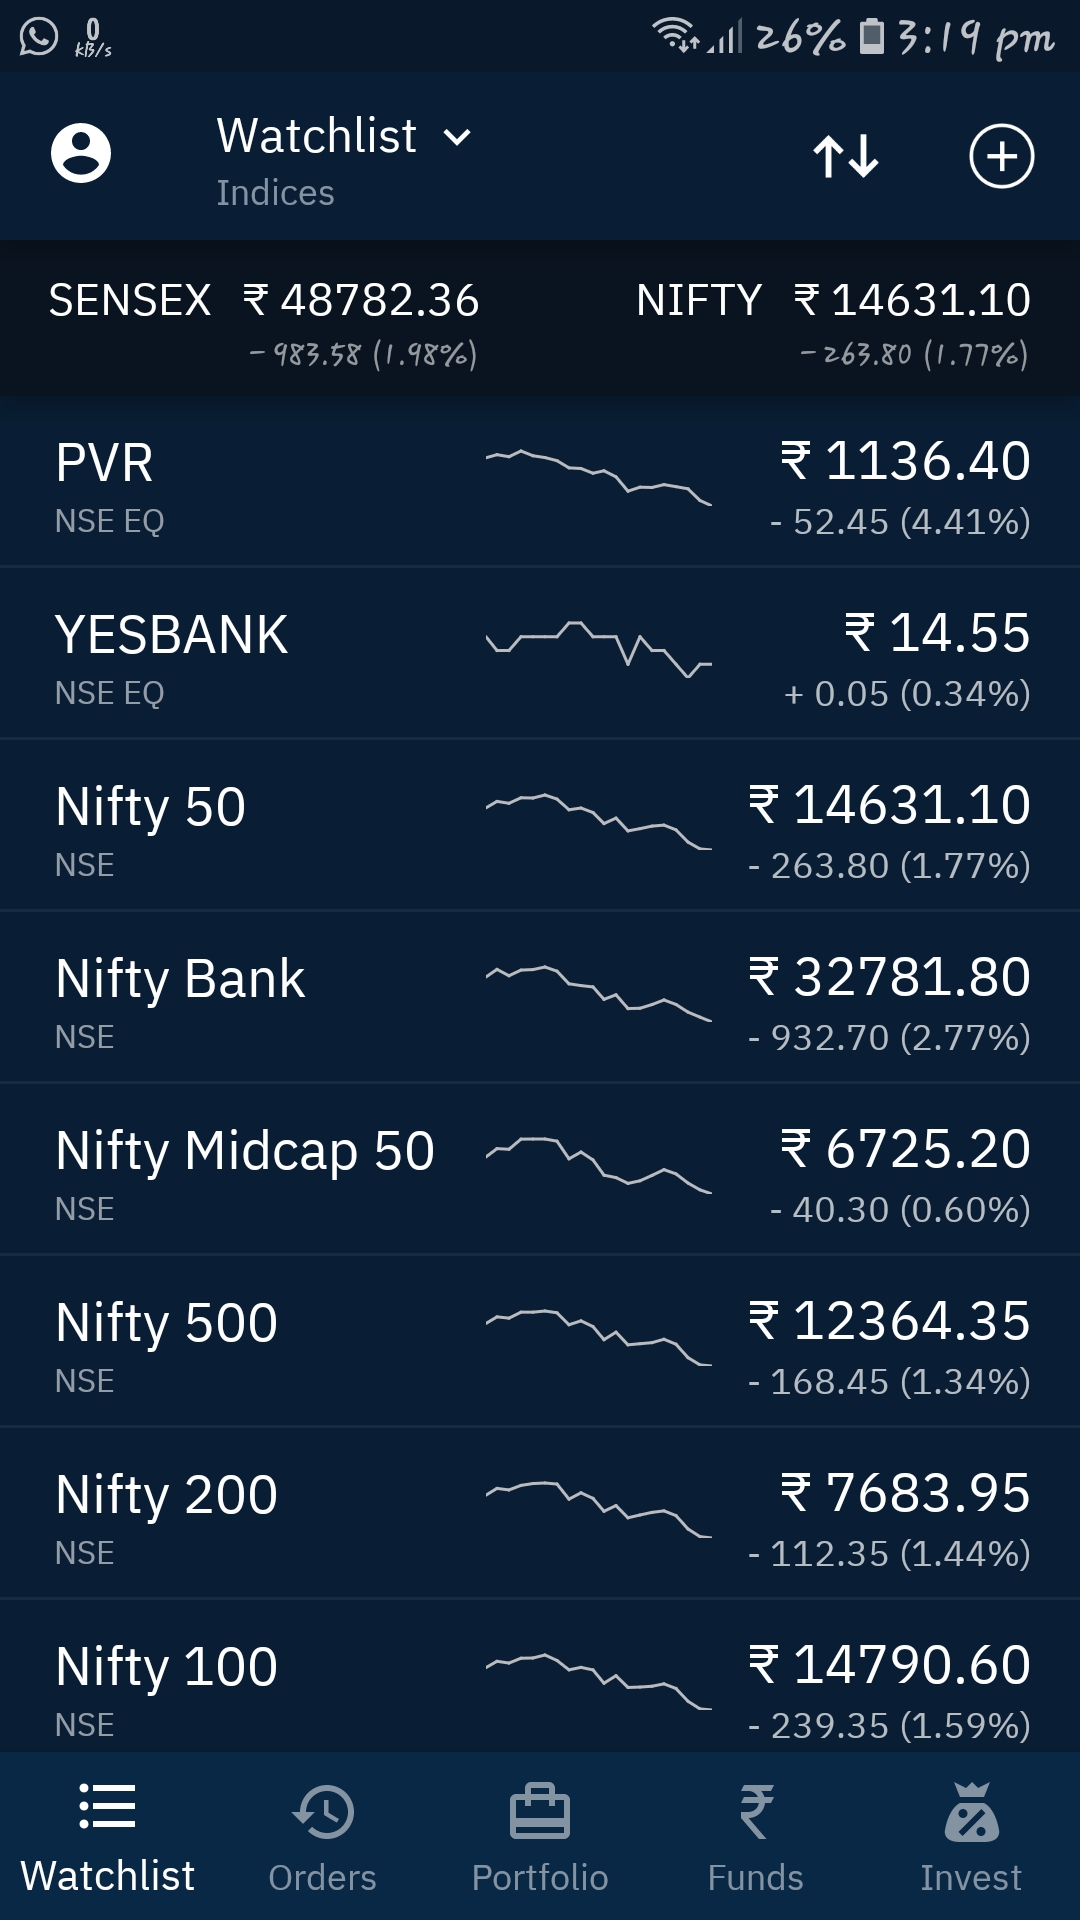 0
kB/s
26% 3:19 pm
Watchlist
Indices
SENSEX ₹ 48782.36
- 983.58 (1.98%)
NIFTY ₹ 14631.10
- 263.80 (1.77%)
PVR ₹ 1136.40
NSE EQ - 52.45 (4.41%)
YESBANK ₹ 14.55
NSE EQ + 0.05 (0.34%)
Nifty 50 ₹ 14631.10
NSE - 263.80 (1.77%)
Nifty Bank ₹ 32781.80
NSE - 932.70 (2.77%)
Nifty Midcap 50 ₹ 6725.20
NSE - 40.30 (0.60%)
Nifty 500 ₹ 12364.35
NSE - 168.45 (1.34%)
Nifty 200 ₹ 7683.95
NSE - 112.35 (1.44%)
Nifty 100 ₹ 14790.60
NSE - 239.35 (1.59%)
Watchlist Orders Portfolio Funds Invest